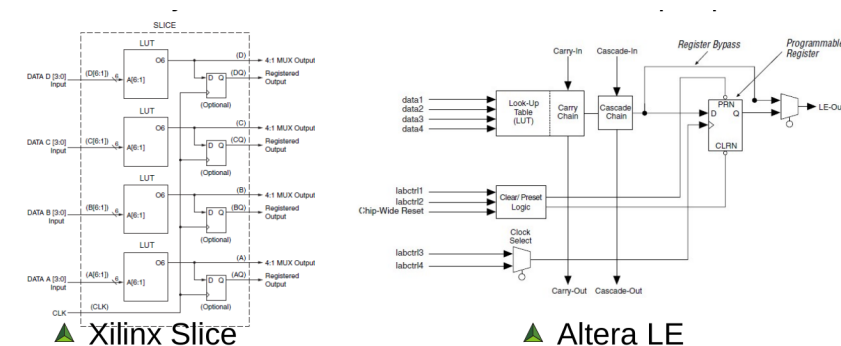 SLICE
LUT
O6
(D)
4:1 MUX Output
DATA D [3:0]
Input
(D[6:1])
6
A[6:1]
D Q
(DQ)
Registered
Output
(Optional)
LUT
O6
(C)
4:1 MUX Output
DATA C [3:0]
Input
(C[6:1])
6
A[6:1]
D Q
(CQ)
Registered
Output
(Optional)
LUT
O6
(B)
4:1 MUX Output
DATA B [3:0]
Input
(B[6:1])
6
A[6:1]
D Q
(BQ)
Registered
Output
(Optional)
LUT
O6
(A)
4:1 MUX Output
DATA A [3:0]
Input
(A[6:1])
6
A[6:1]
D Q
(AQ)
Registered
Output
(Optional)
CLK
(CLK)
Xilinx Slice
Carry-In
Cascade-In
Register Bypass
Programmable
Register
data1
data2
data3
data4
Look-Up
Table
(LUT)
Carry
Chain
Cascade
Chain
PRN
D Q
CLRN
LE-Ou
labctrl1
labctrl2
Chip-Wide Reset
Clear/ Preset
Logic
Clock
Select
labctrl3
labctrl4
Carry-Out
Cascade-Out
Altera LE